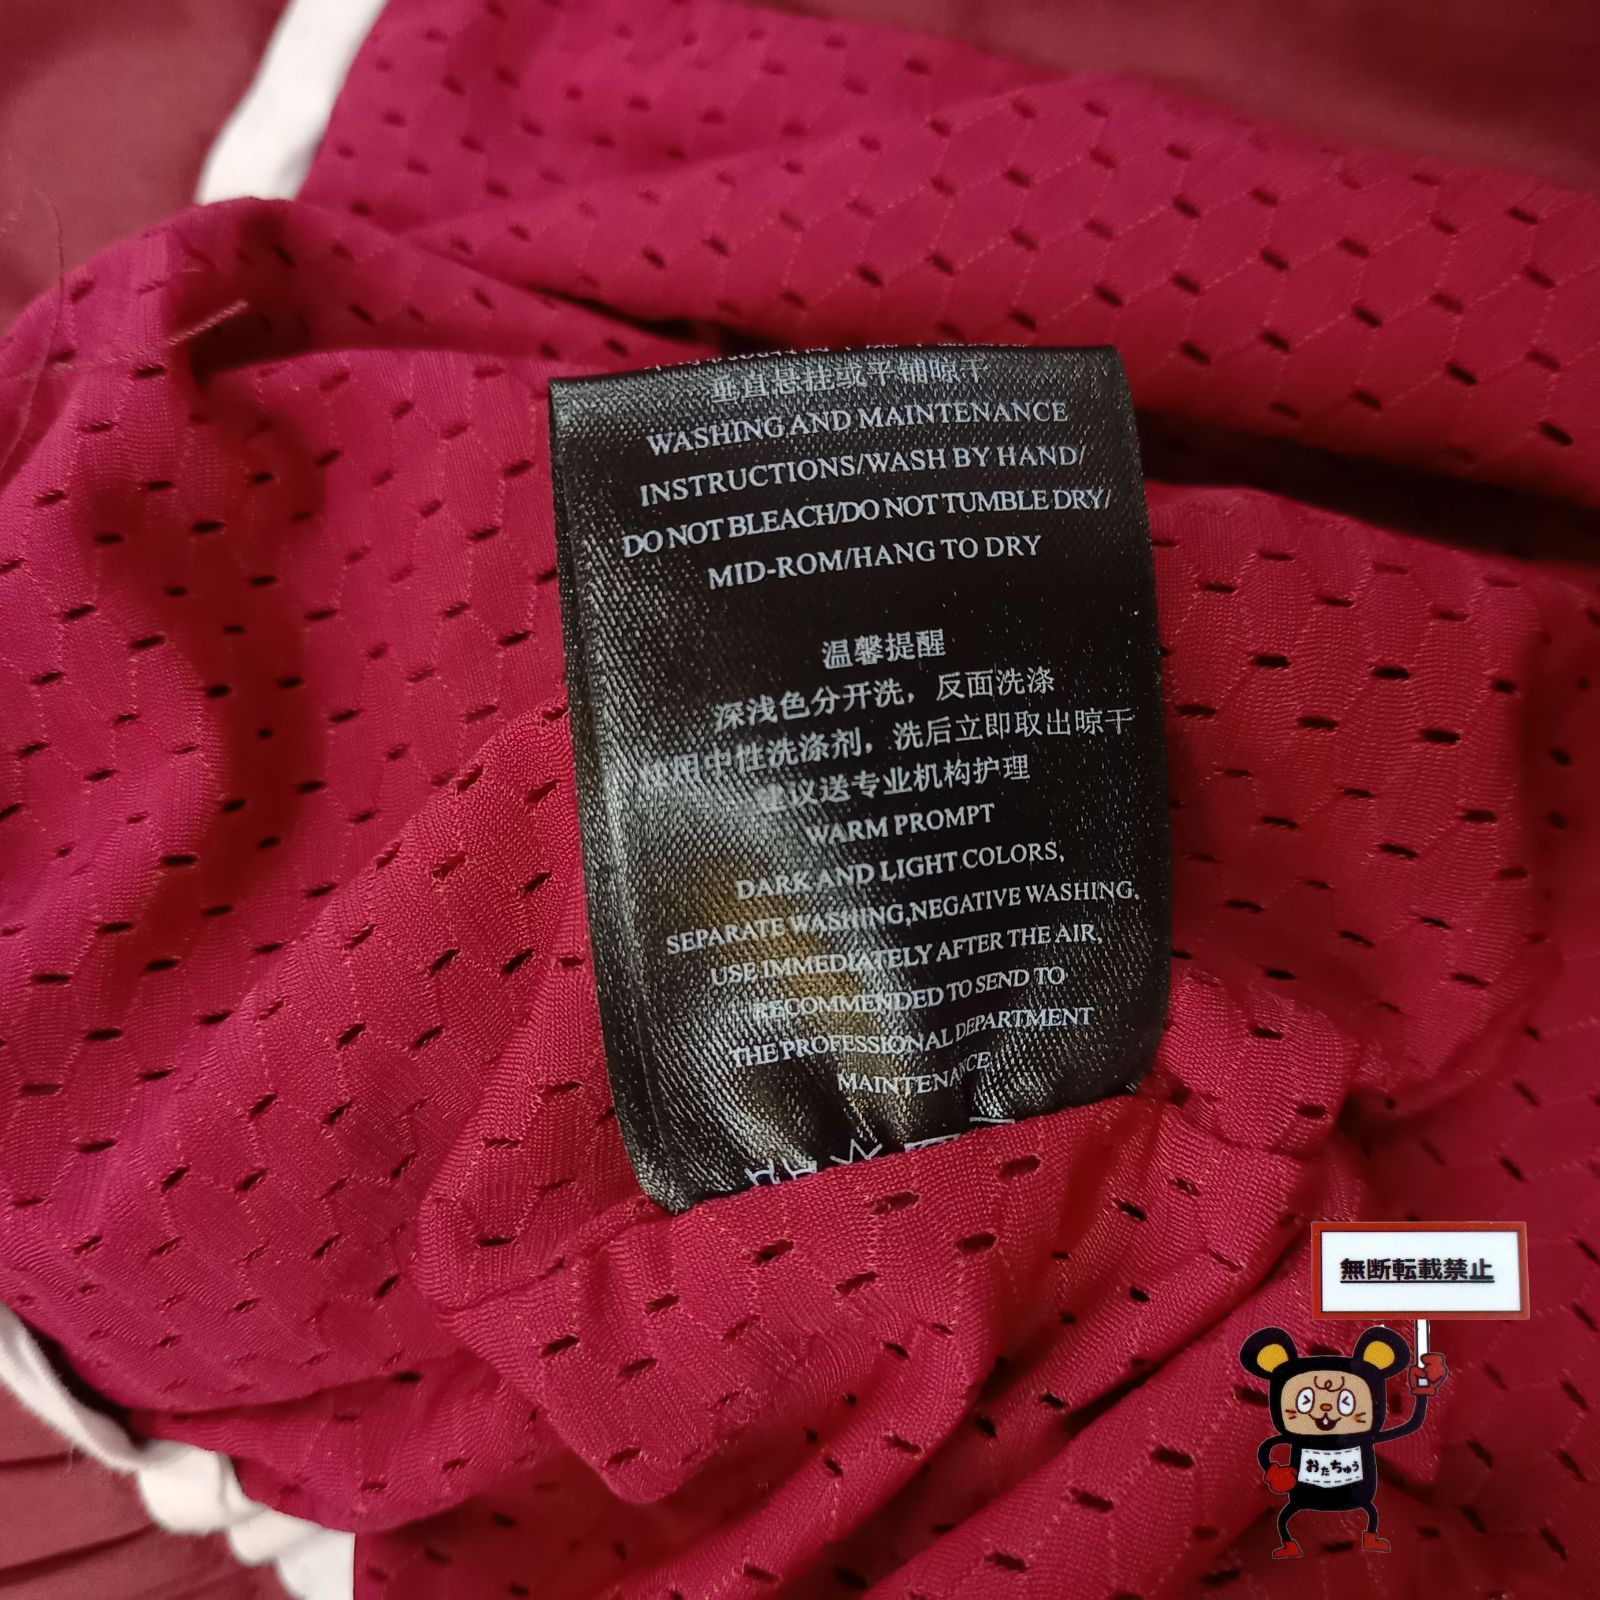 垂直悬挂或平铺晾干
WASHING AND MAINTENANCE
INSTRUCTIONS/WASH BY HAND/
DO NOT BLEACH/DO NOT TUMBLE DRY/
MID-ROM/HANG TO DRY
温馨提醒
深浅色分开洗，反面洗涤
使用中性洗涤剂，洗后立即取出晾干
建议送专业机构护理
WARM PROMPT
DARK AND LIGHT COLORS,
SEPARATE WASHING,NEGATIVE WASHING.
USE IMMEDIATELY AFTER THE AIR,
RECOMMENDED TO SEND TO
THE PROFESSIONAL DEPARTMENT
MAINTENANCE
無断転載禁止
おたちゅう